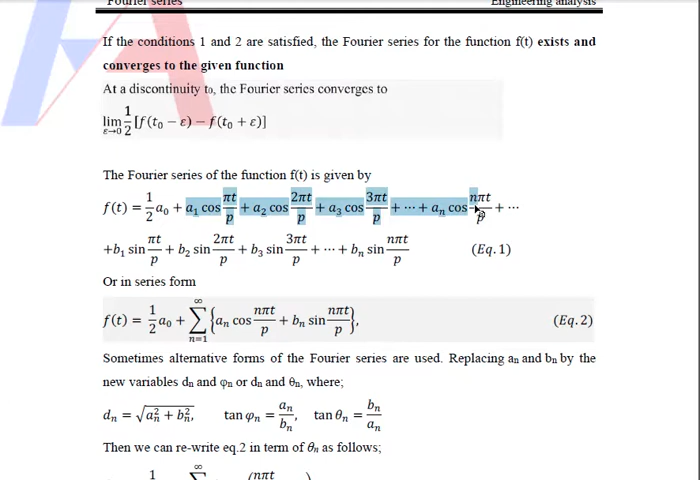 Fourier series Engineering analysis
If the conditions 1 and 2 are satisfied, the Fourier series for the function f(t) exists and
converges to the given function
At a discontinuity t₀, the Fourier series converges to
lim ε→0 1/2 [f(t₀ − ε) − f(t₀ + ε)]
The Fourier series of the function f(t) is given by
f(t) = 1/2 a₀ + a₁ cos πt/p + a₂ cos 2πt/p + a₃ cos 3πt/p + ⋯ + aₙ cos nπt/p + ⋯
+b₁ sin πt/p + b₂ sin 2πt/p + b₃ sin 3πt/p + ⋯ + bₙ sin nπt/p (Eq.1)
Or in series form
f(t) = 1/2 a₀ + ∑ n=1 ∞ {aₙ cos nπt/p + bₙ sin nπt/p}, (Eq.2)
Sometimes alternative forms of the Fourier series are used. Replacing aₙ and bₙ by the
new variables dₙ and φₙ or dₙ and θₙ, where;
dₙ = √(aₙ² + bₙ²), tan φₙ = aₙ/bₙ, tan θₙ = bₙ/aₙ
Then we can re-write eq.2 in term of θₙ as follows;
1 ∞ (nπt )